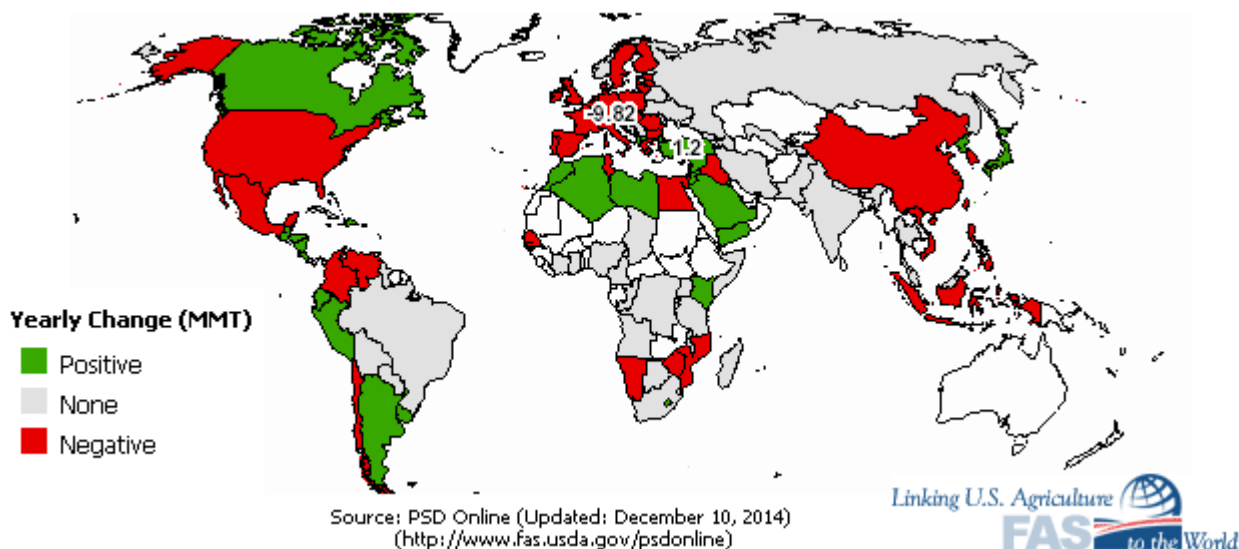 -9.82
1.2
Yearly Change (MMT)
Positive
None
Negative
Source: PSD Online (Updated: December 10, 2014)
(http://www.fas.usda.gov/psdonline)
Linking U.S. Agriculture
FAS
to the World